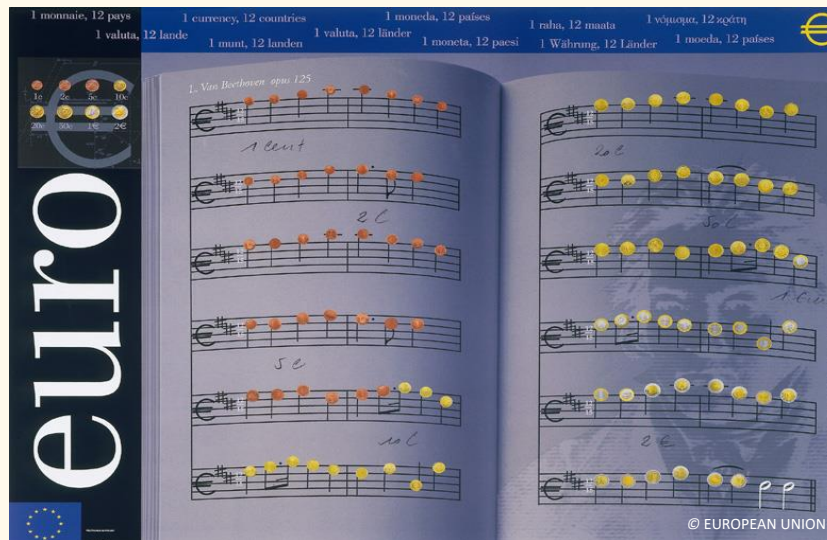 1 monnaie, 12 pays
1 valuta, 12 lande
1 currency, 12 countries
1 munt, 12 landen
1 valuta, 12 länder
1 moneda, 12 países
1 moneta, 12 paesi
1 raha, 12 maata
1 Währung, 12 Länder
1 νόμισμα, 12 κράτη
1 moeda, 12 países
€
1c 2c 5c 10c
20c 50c 1€ 2€
euro
L. Van Beethoven opus 125
1 cent
2 c
5 c
10 c
20 c
50 c
2 €
© EUROPEAN UNION